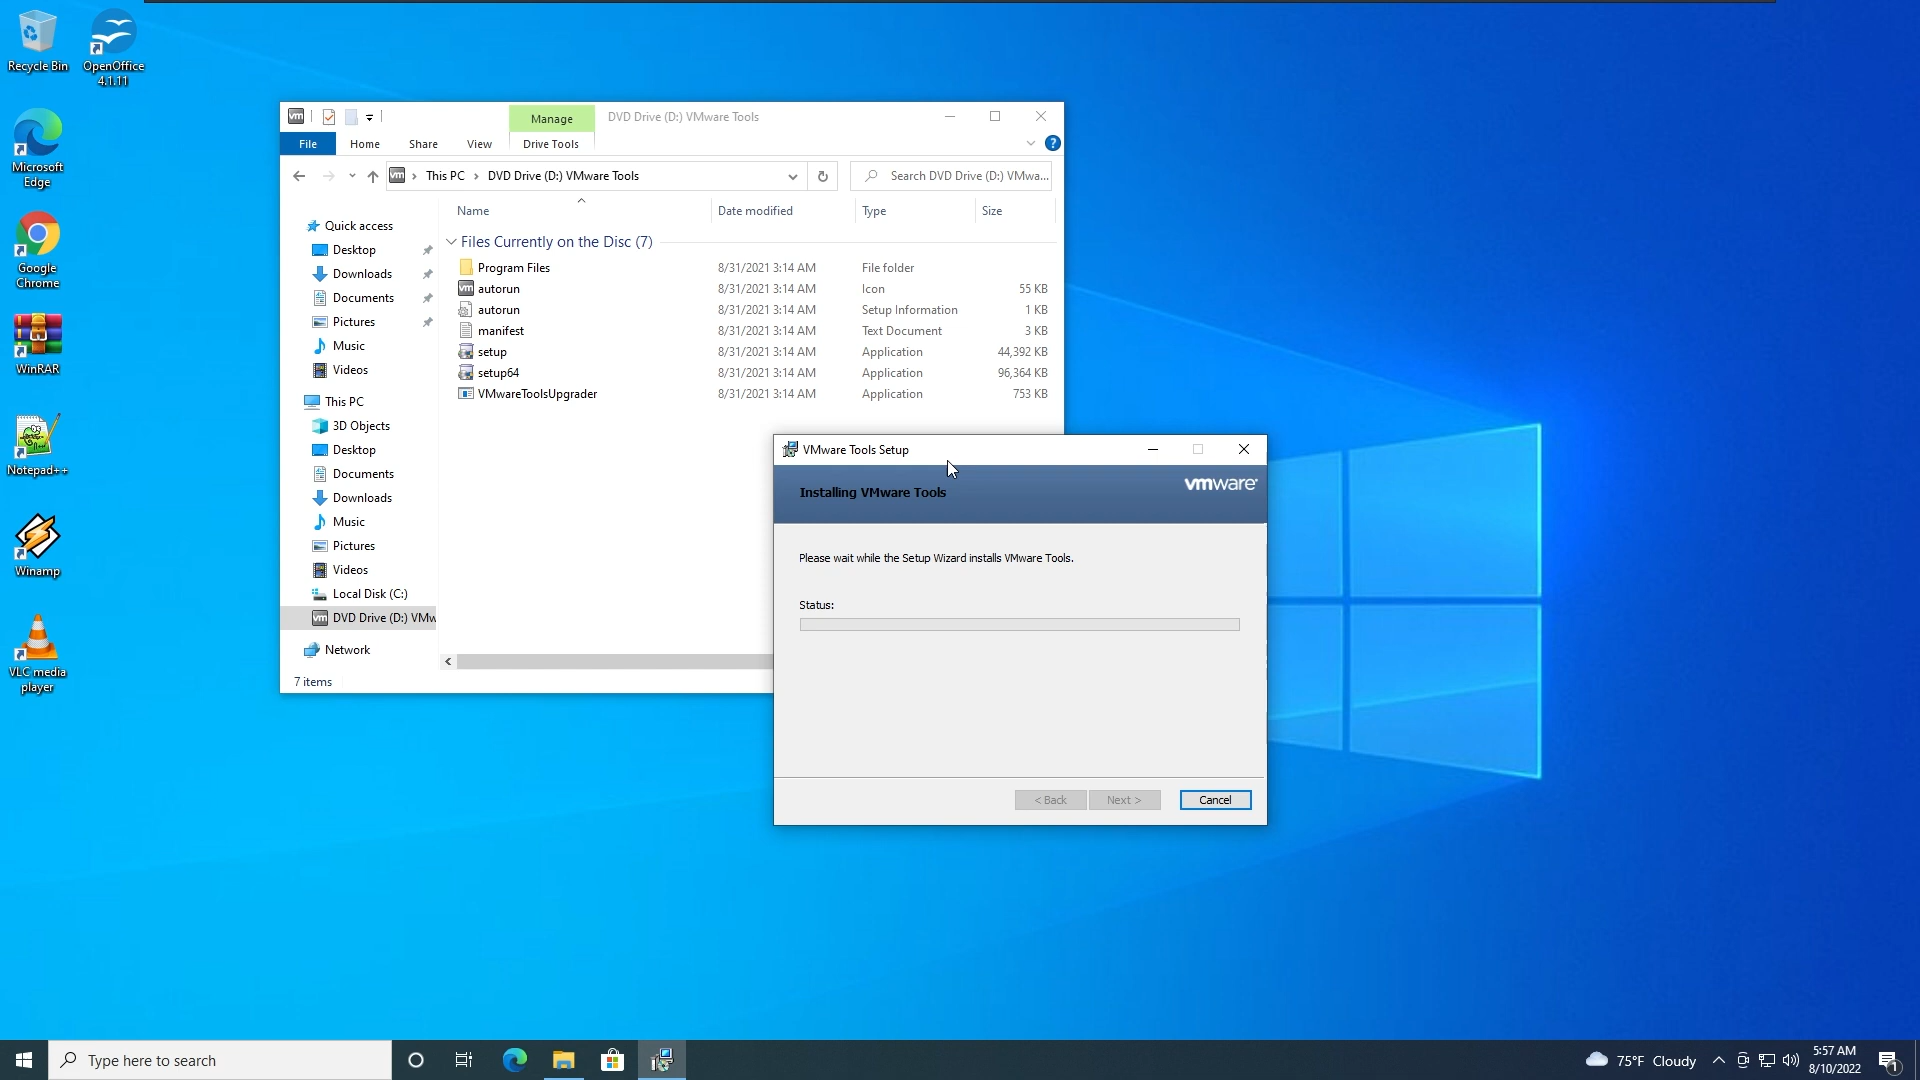 Recycle Bin
OpenOffice
4.1.11
Microsoft
Edge
Google
Chrome
WinRAR
Notepad++
Winamp
VLC media
player
vm
Manage
DVD Drive (D:) VMware Tools
File
Home
Share
View
Drive Tools
?
vm
This PC
DVD Drive (D:) VMware Tools
Search DVD Drive (D:) VMwa...
Name
Date modified
Type
Size
Quick access
Desktop
Downloads
Documents
Pictures
Music
Videos
This PC
3D Objects
Desktop
Documents
Downloads
Music
Pictures
Videos
Local Disk (C:)
vm DVD Drive (D:) VMw
Network
Files Currently on the Disc (7)
Program Files 8/31/2021 3:14 AM File folder
vm autorun 8/31/2021 3:14 AM Icon 55 KB
autorun 8/31/2021 3:14 AM Setup Information 1 KB
manifest 8/31/2021 3:14 AM Text Document 3 KB
setup 8/31/2021 3:14 AM Application 44,392 KB
setup64 8/31/2021 3:14 AM Application 96,364 KB
VMwareToolsUpgrader 8/31/2021 3:14 AM Application 753 KB
7 items
VMware Tools Setup
Installing VMware Tools
vmware®
Please wait while the Setup Wizard installs VMware Tools.
Status:
< Back
Next >
Cancel
Type here to search
75°F Cloudy
5:57 AM
8/10/2022
1